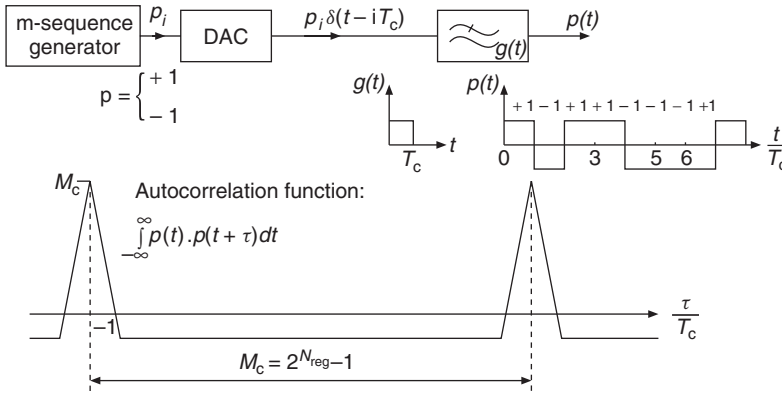 m-sequence generator
p_i
DAC
p_i δ(t – iT_c)
g(t)
p(t)
p = { + 1
– 1
g(t)
T_c
t
p(t)
+ 1 – 1 + 1 + 1 – 1 – 1 – 1 – 1 +1
0 3 5 6
t/T_c
M_c
Autocorrelation function:
∫_{–∞}^{∞} p(t) . p(t + τ) dt
–1
τ/T_c
M_c = 2^{N_reg} – 1